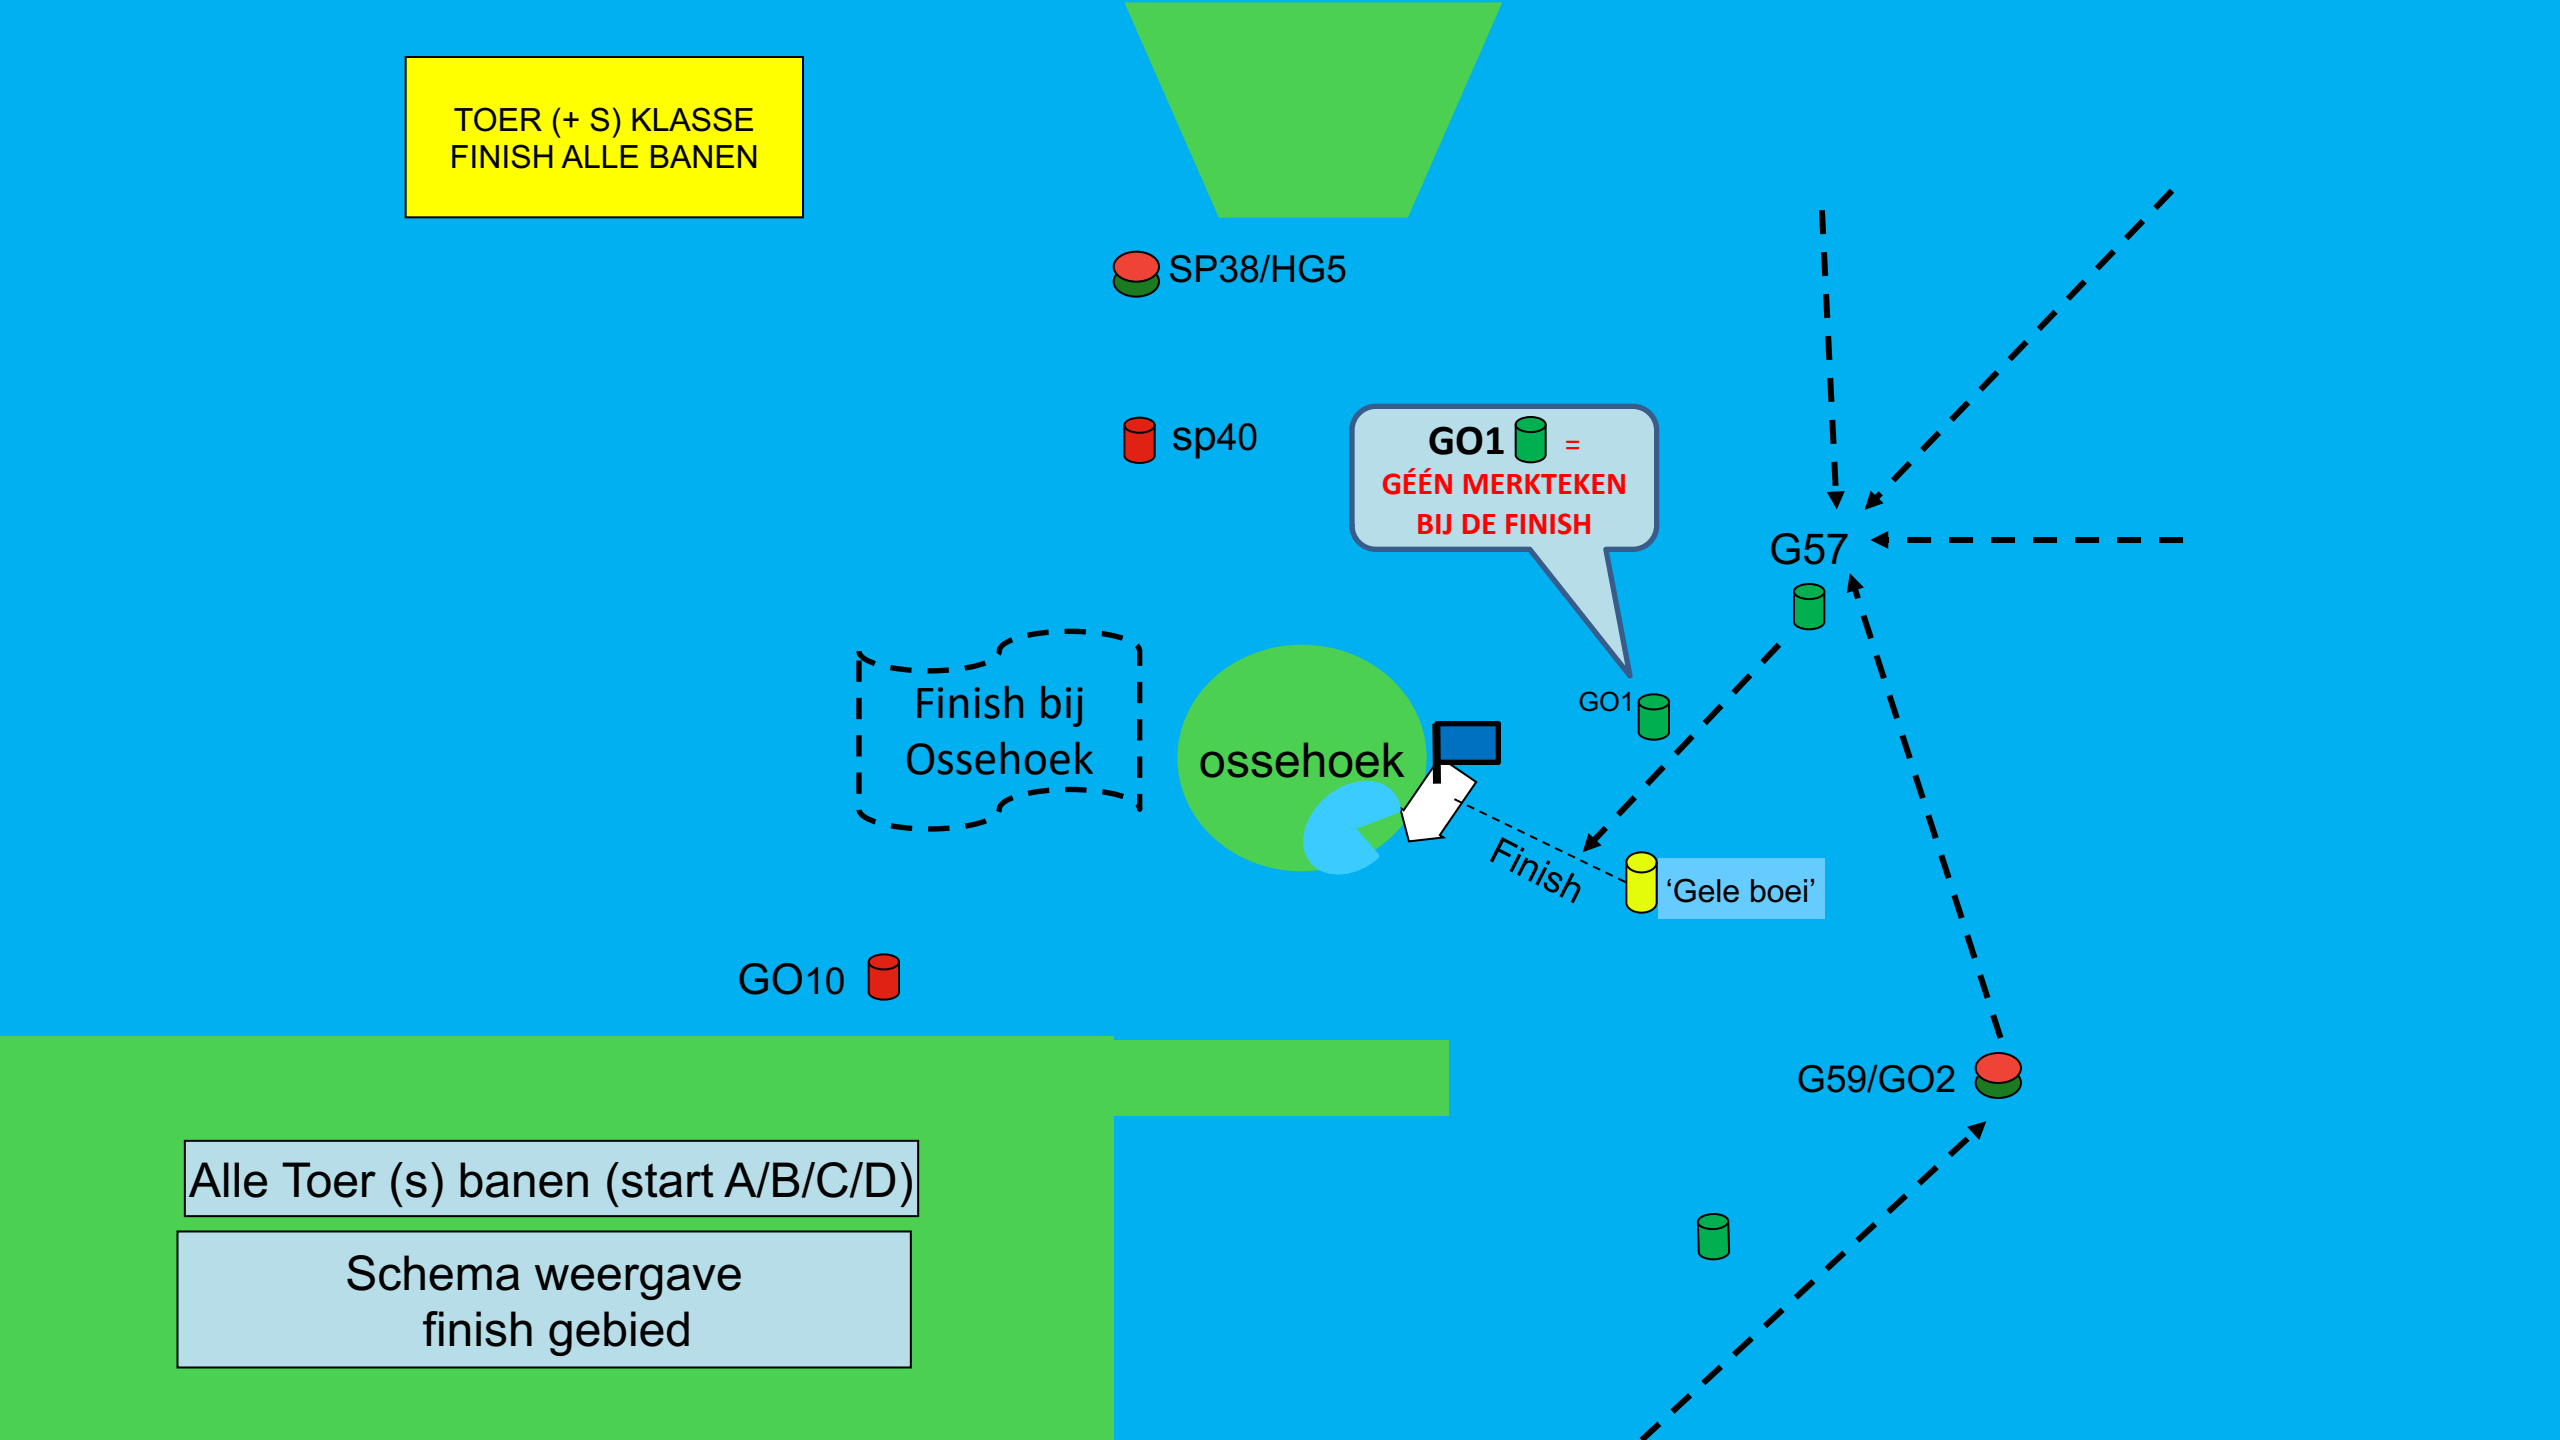 TOER (+ S) KLASSE
FINISH ALLE BANEN
SP38/HG5
sp40
GO1 =
GÉÉN MERKTEKEN
BIJ DE FINISH
G57
Finish bij
Ossehoek
ossehoek
GO1
Finish
‘Gele boei’
GO10
G59/GO2
Alle Toer (s) banen (start A/B/C/D)
Schema weergave
finish gebied